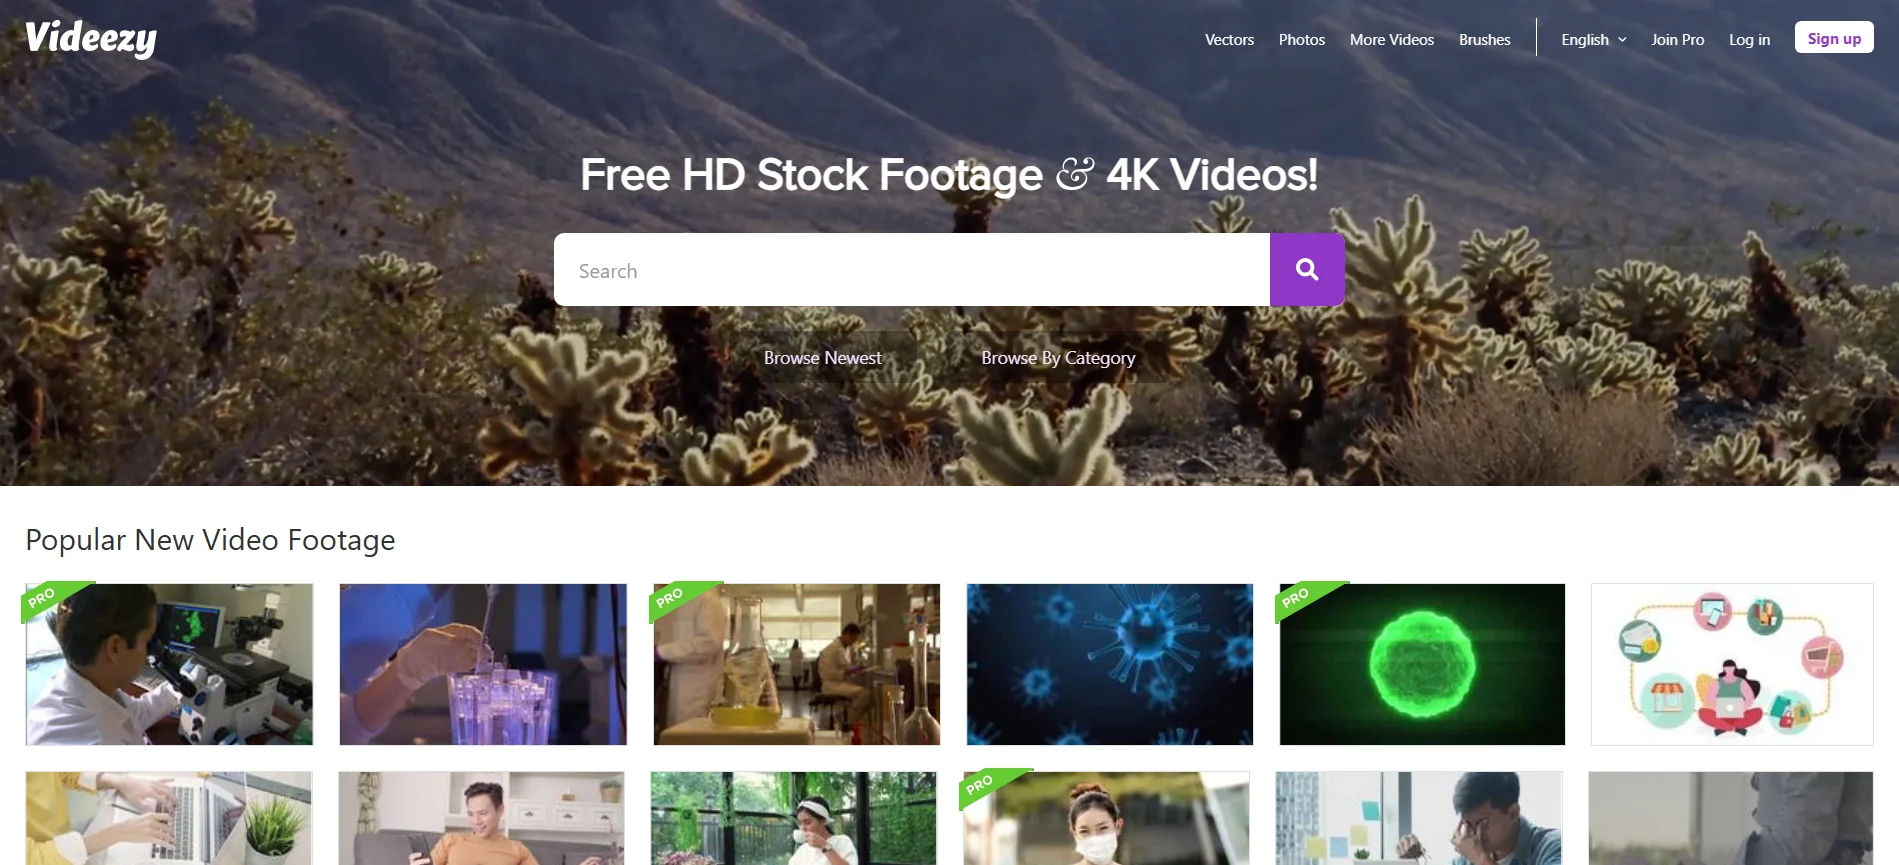 Videezy
Vectors Photos More Videos Brushes English Join Pro Log in Sign up
Free HD Stock Footage & 4K Videos!
Search
Browse Newest Browse By Category
Popular New Video Footage
PRO
PRO
PRO
PRO